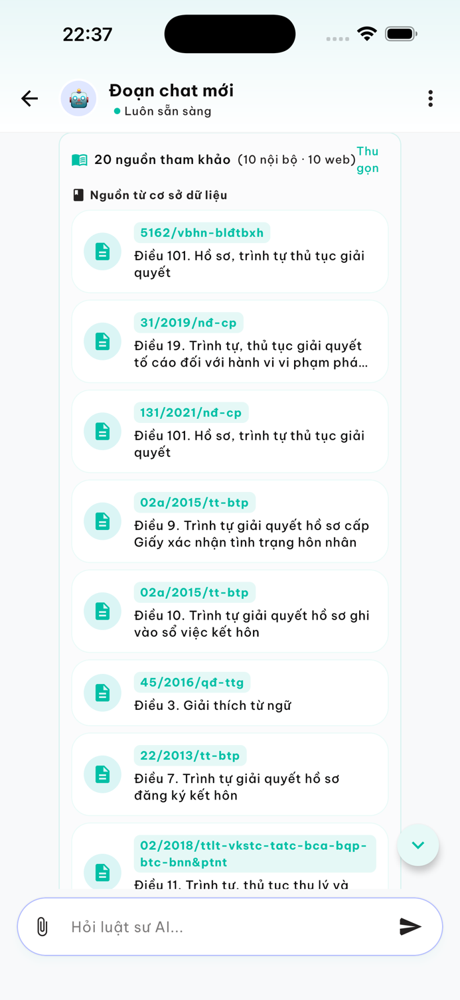 22:37
Đoạn chat mới
Luôn sẵn sàng
20 nguồn tham khảo (10 nội bộ · 10 web)
Thu
gọn
Nguồn từ cơ sở dữ liệu
5162/vbhn-blđtbxh
Điều 101. Hồ sơ, trình tự thủ tục giải
quyết
31/2019/nđ-cp
Điều 19. Trình tự, thủ tục giải quyết
tố cáo đối với hành vi vi phạm phá...
131/2021/nđ-cp
Điều 101. Hồ sơ, trình tự thủ tục giải
quyết
02a/2015/tt-btp
Điều 9. Trình tự giải quyết hồ sơ cấp
Giấy xác nhận tình trạng hôn nhân
02a/2015/tt-btp
Điều 10. Trình tự giải quyết hồ sơ ghi
vào sổ việc kết hôn
45/2016/qđ-ttg
Điều 3. Giải thích từ ngữ
22/2013/tt-btp
Điều 7. Trình tự giải quyết hồ sơ
đăng ký kết hôn
02/2018/ttlt-vkstc-tatc-bca-bqp-
btc-bnn&ptnt
Điều 11. Trình tự, thủ tục thụ lý và
Hỏi luật sư AI...